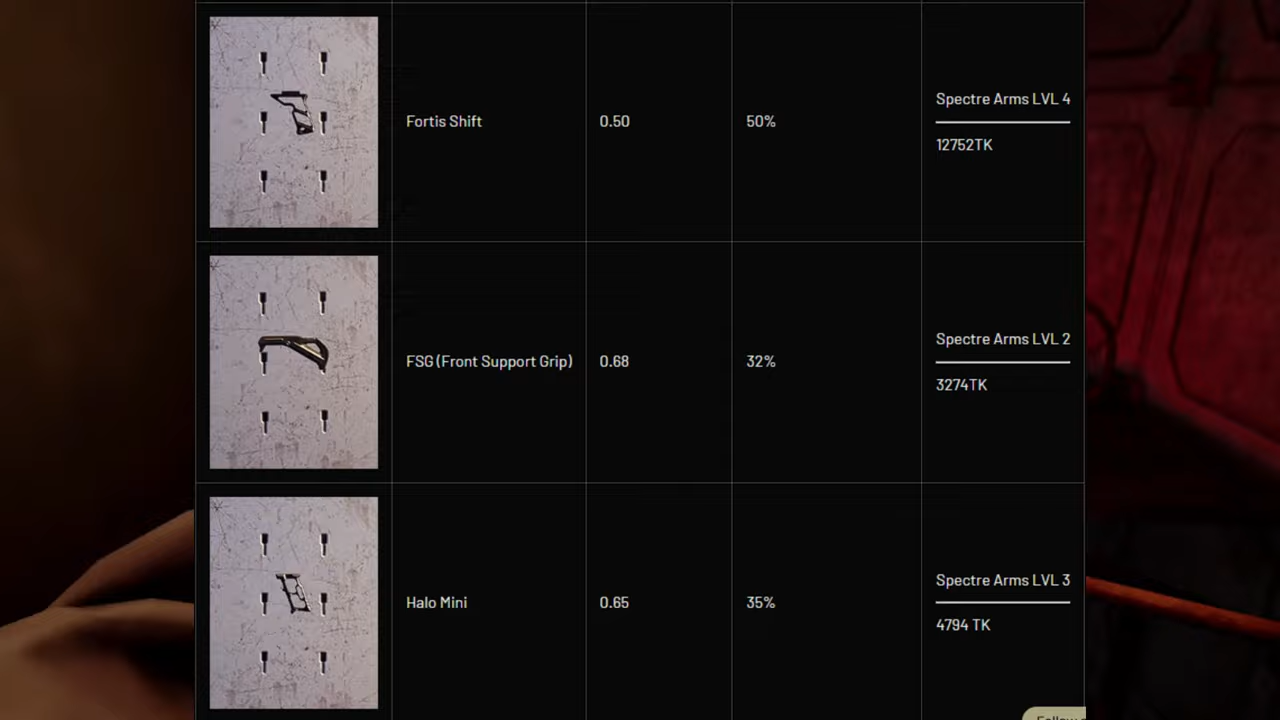 Fortis Shift
0.50
50%
Spectre Arms LVL 4
12752TK
FSG (Front Support Grip)
0.68
32%
Spectre Arms LVL 2
3274TK
Halo Mini
0.65
35%
Spectre Arms LVL 3
4794 TK